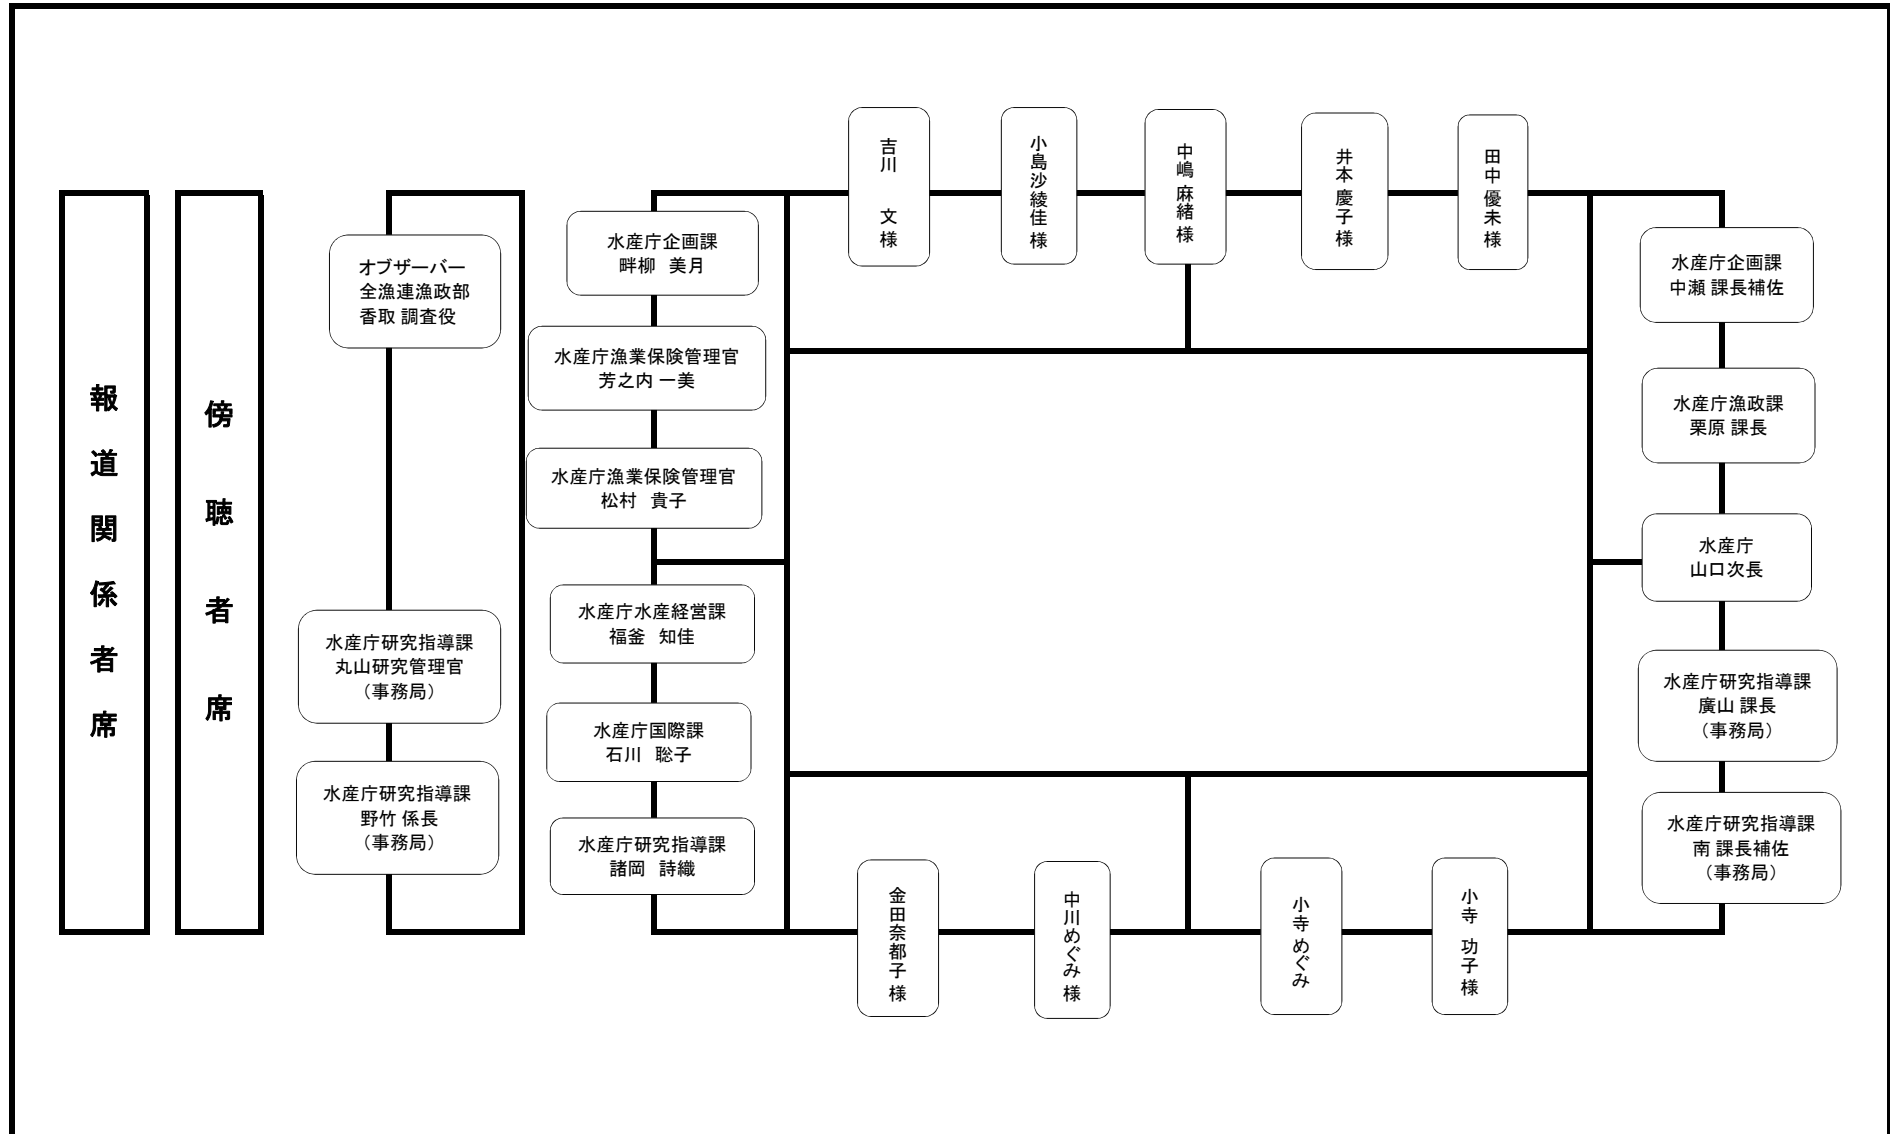 報道関係者席
傍聴者席
オブザーバー
全漁連漁政部
香取 調査役
水産庁研究指導課
丸山研究管理官
（事務局）
水産庁研究指導課
野竹 係長
（事務局）
水産庁企画課
畔柳　美月
水産庁漁業保険管理官
芳之内 一美
水産庁漁業保険管理官
松村　貴子
水産庁水産経営課
福釜　知佳
水産庁国際課
石川　聡子
水産庁研究指導課
諸岡　詩織
吉川　文 様
小島沙綾佳 様
中嶋 麻緒 様
井本 慶子 様
田中 優未 様
金田奈都子 様
中川めぐみ 様
小寺 めぐみ
小寺 功子 様
水産庁企画課
中瀬 課長補佐
水産庁漁政課
栗原 課長
水産庁
山口次長
水産庁研究指導課
廣山 課長
（事務局）
水産庁研究指導課
南 課長補佐
（事務局）